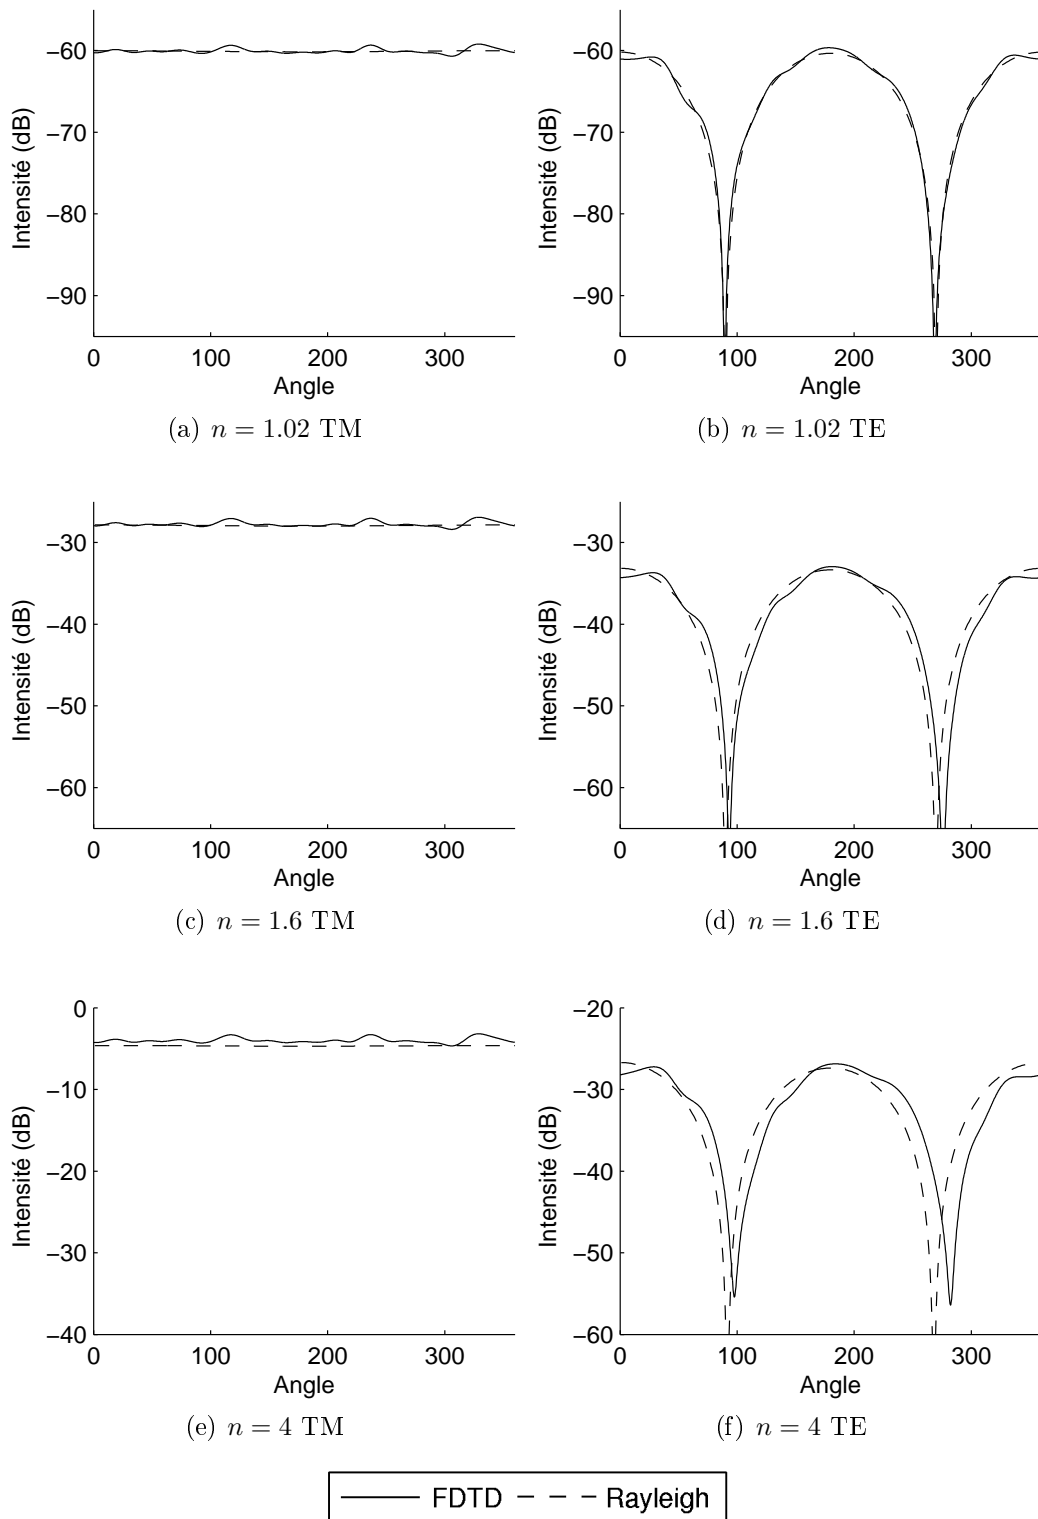 −60
−70
−80
−90
Intensité (dB)
0 100 200 300
Angle
(a) n = 1.02 TM
−60
−70
−80
−90
Intensité (dB)
0 100 200 300
Angle
(b) n = 1.02 TE
−30
−40
−50
−60
Intensité (dB)
0 100 200 300
Angle
(c) n = 1.6 TM
−30
−40
−50
−60
Intensité (dB)
0 100 200 300
Angle
(d) n = 1.6 TE
0
−10
−20
−30
−40
Intensité (dB)
0 100 200 300
Angle
(e) n = 4 TM
−20
−30
−40
−50
−60
Intensité (dB)
0 100 200 300
Angle
(f) n = 4 TE
FDTD Rayleigh